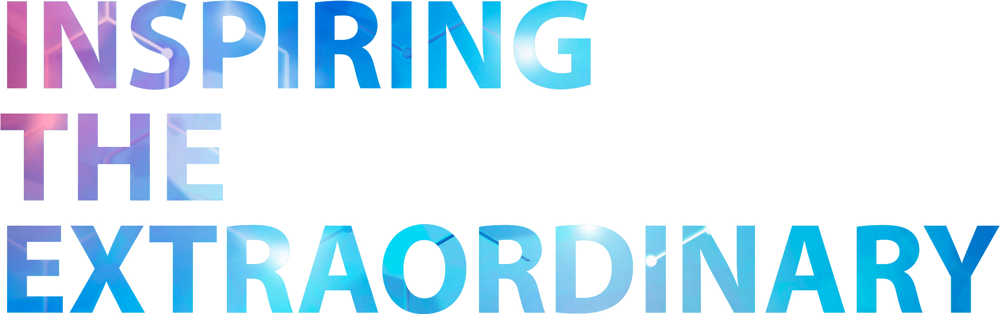 INSPIRING
THE
EXTRAORDINARY